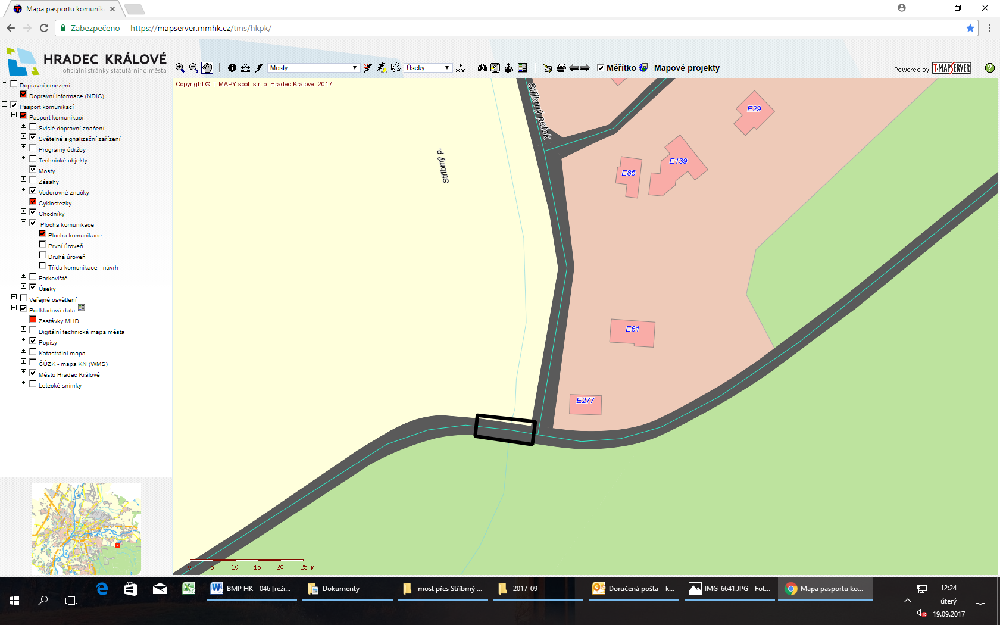 Mapa pasportu komunik
Zabezpečeno
https://mapserver.mmhk.cz/tms/hkpk/
HRADEC KRÁLOVÉ
oficiální stránky statutárního města
Mosty
CUZK
Úseky
Měřítko
Mapové projekty
Powered by T-MAPSERVER
Copyright © T-MAPY spol. s r. o. Hradec Králové, 2017
Dopravní omezení
Dopravní informace (NDIC)
Pasport komunikací
Pasport komunikací
Svislé dopravní značení
Světelné signalizační zařízení
Programy údržby
Technické objekty
Mosty
Zásahy
Vodorovné značky
Cyklostezky
Chodníky
Plocha komunikace
Plocha komunikace
První úroveň
Druhá úroveň
Třída komunikace - návrh
Parkoviště
Úseky
Veřejné osvětlení
Podkladová data
Zastávky MHD
Digitální technická mapa města
Popisy
Katastrální mapa
ČÚZK - mapa KN (WMS)
Město Hradec Králové
Letecké snímky
Stříbrný potok
Stříbrný p.
E29
E139
E85
E61
E277
0 5 10 15 20 25 m
BMP HK - 046 [reži...
Dokumenty
most přes Stříbrný ...
2017_09
Doručená pošta – k...
IMG_6641.JPG - Fot...
Mapa pasportu ko...
12:24
úterý
19.09.2017